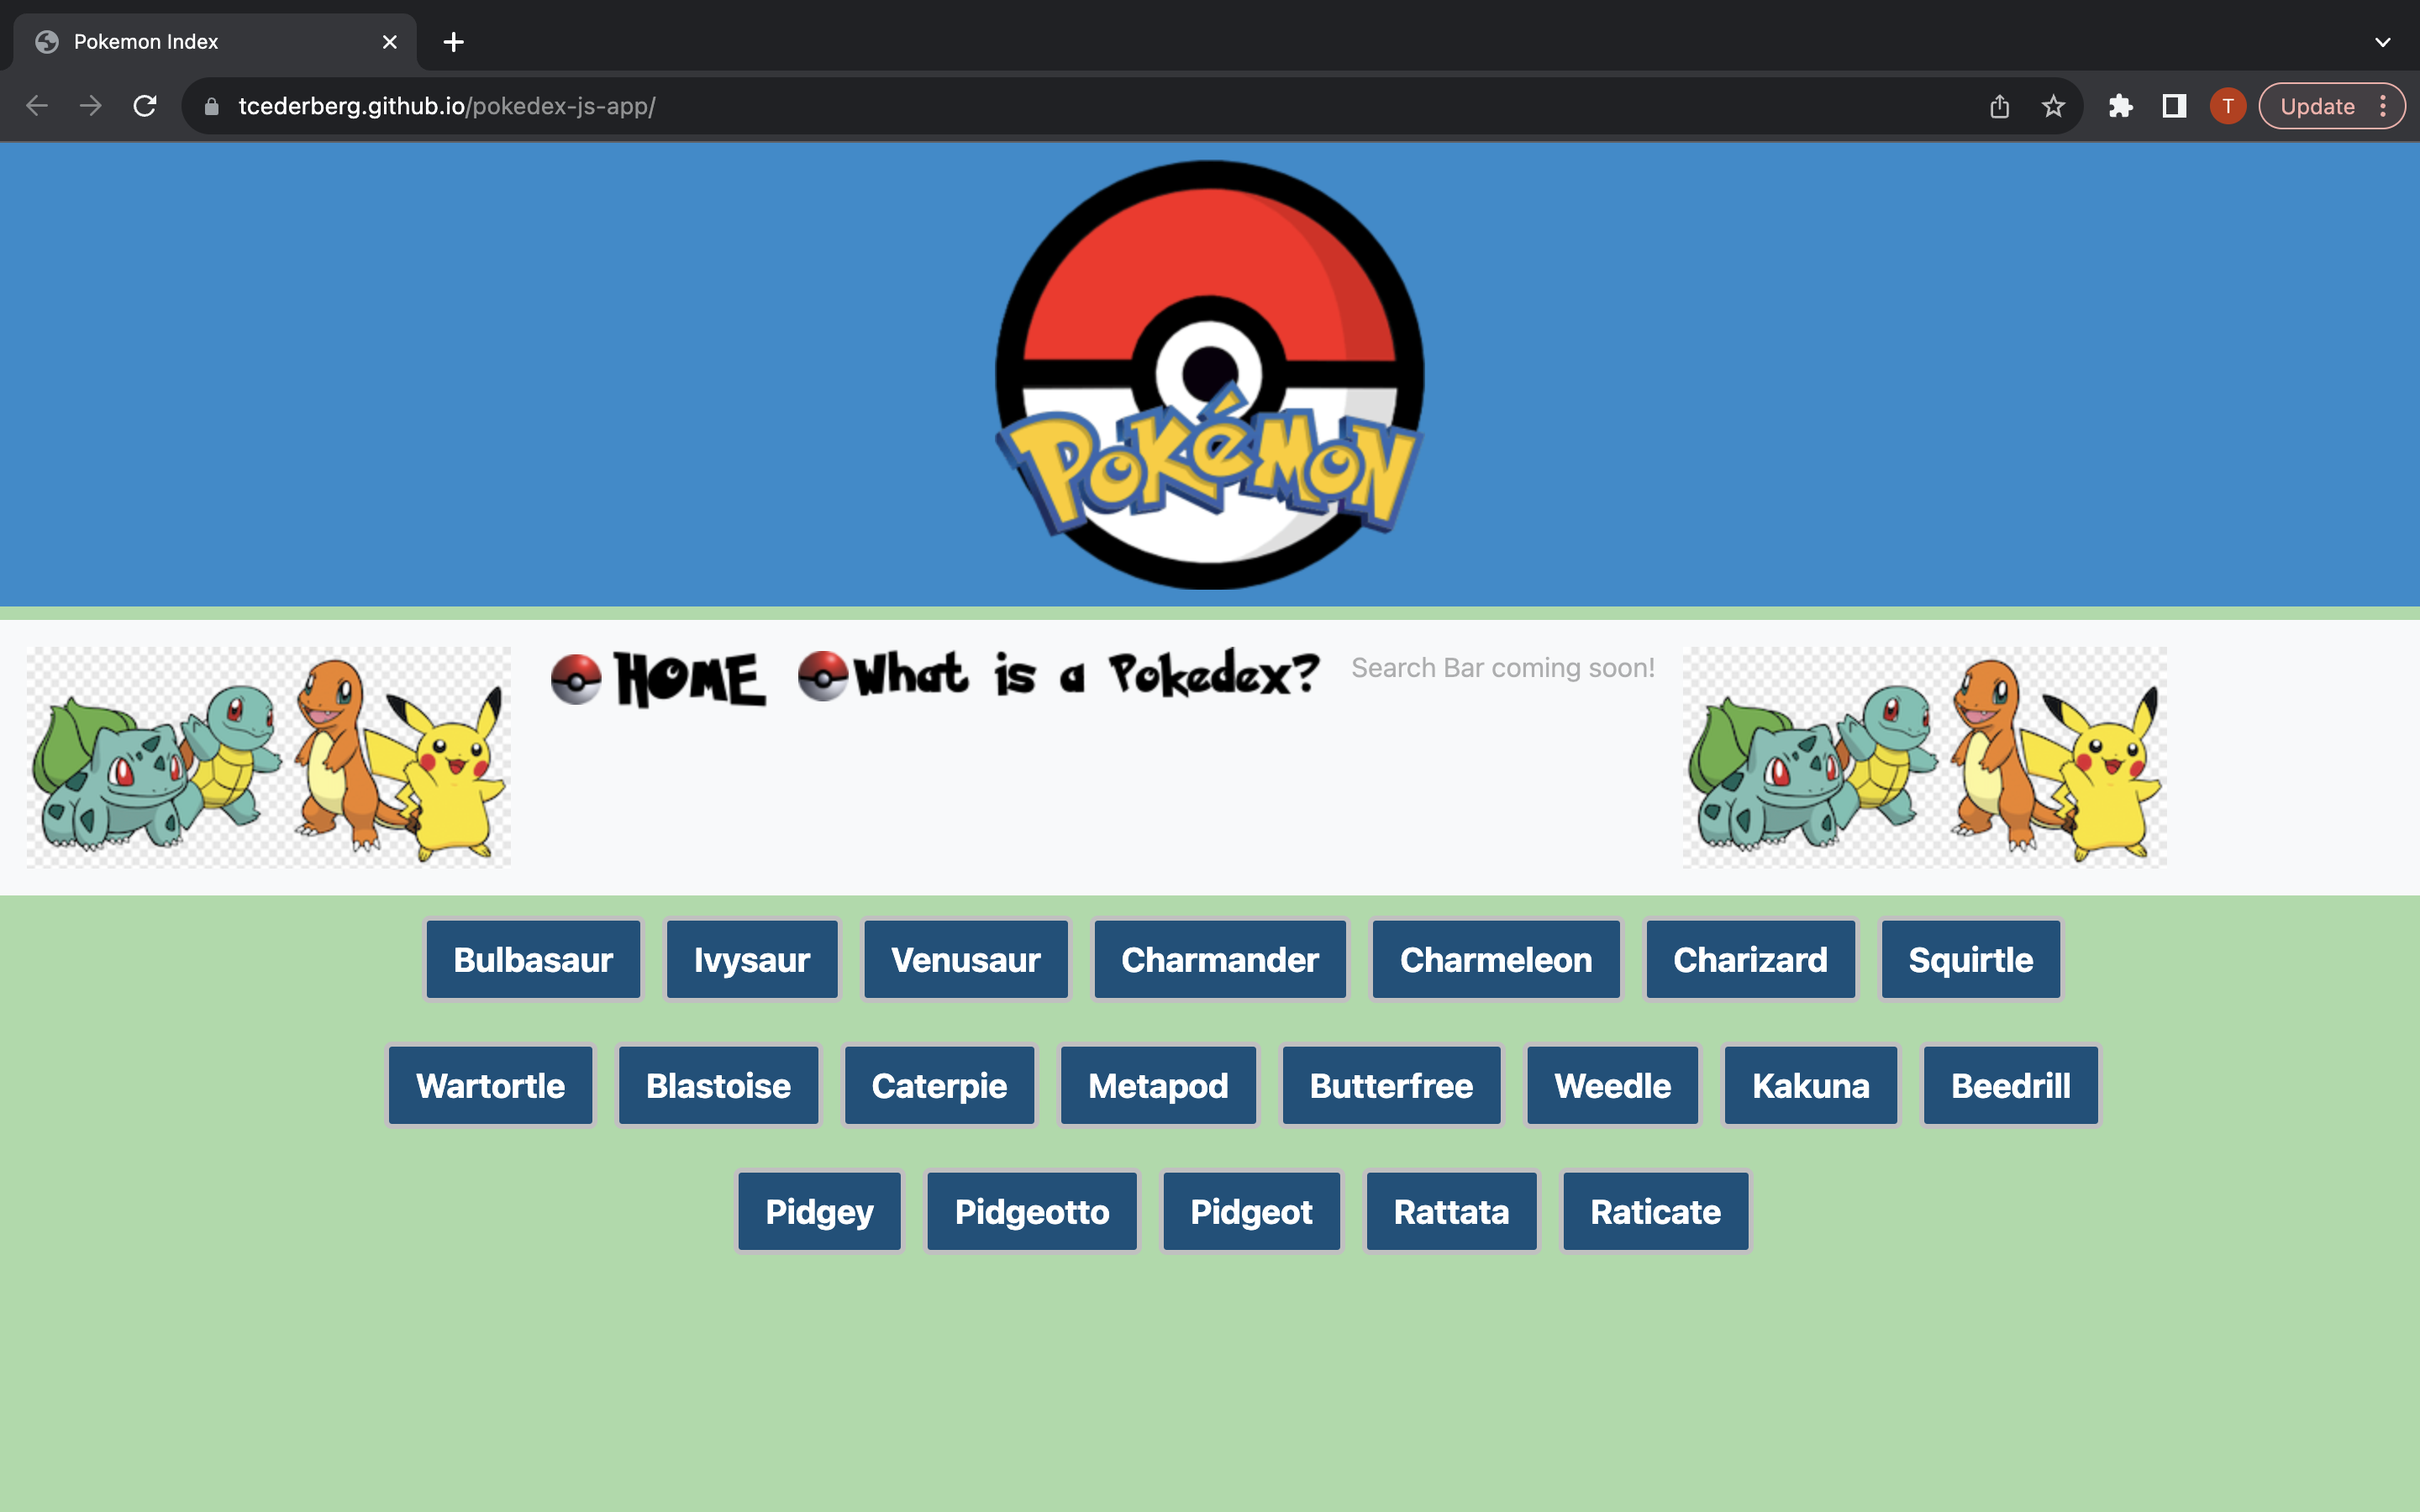 Pokemon Index
tcederberg.github.io/pokedex-js-app/
T
Update
POKéMON
HOME
What is a Pokedex?
Search Bar coming soon!
Bulbasaur Ivysaur Venusaur Charmander Charmeleon Charizard Squirtle
Wartortle Blastoise Caterpie Metapod Butterfree Weedle Kakuna Beedrill
Pidgey Pidgeotto Pidgeot Rattata Raticate